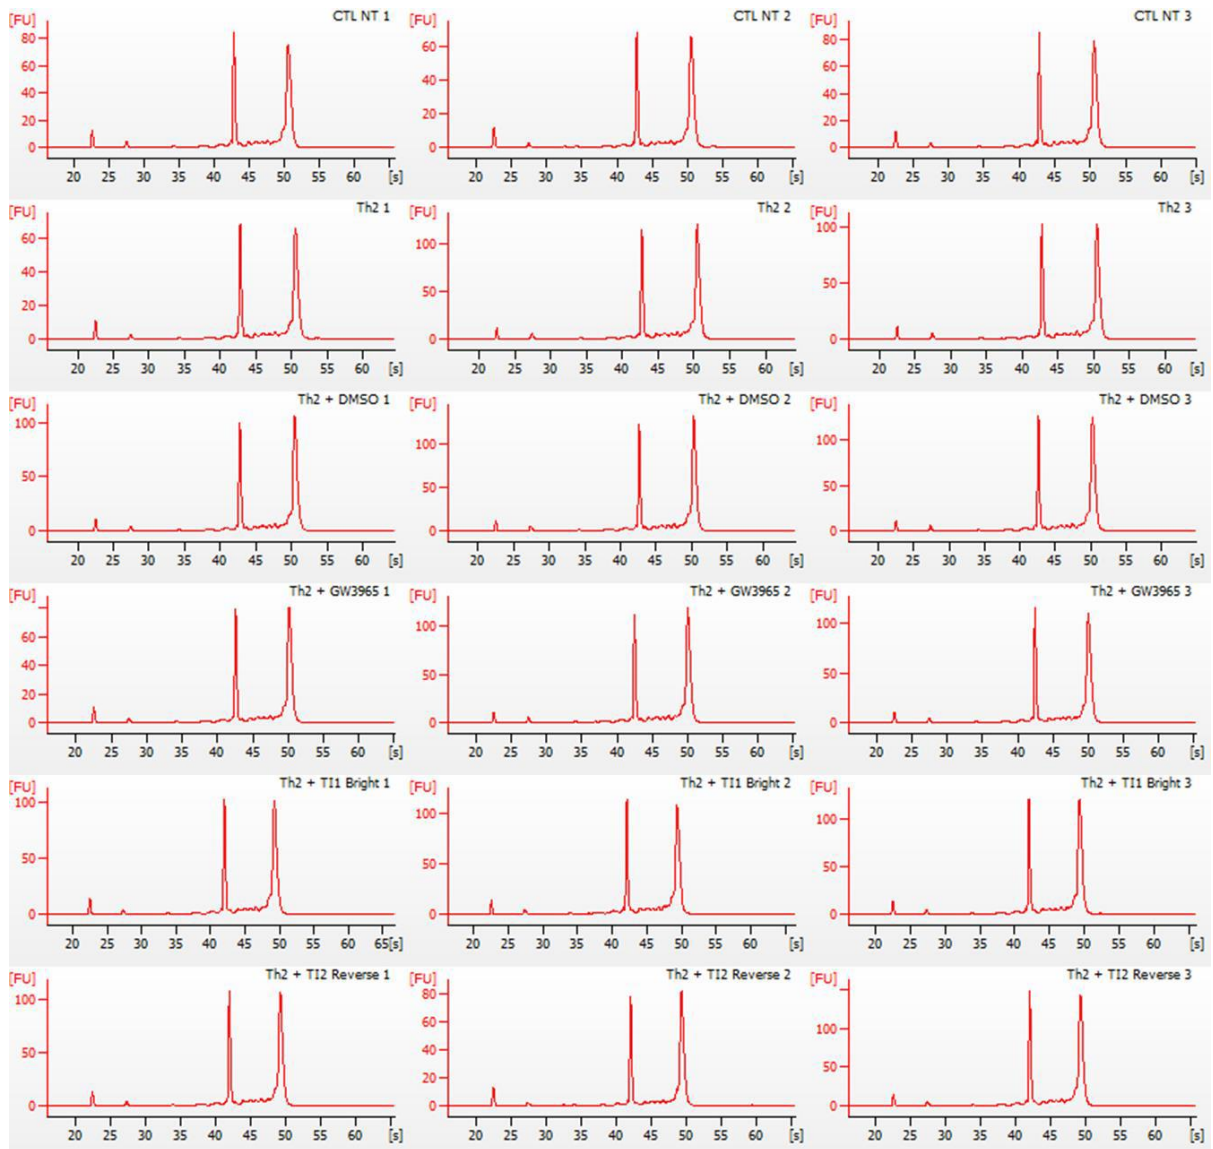 [FU] CTL NT 1
80
60
40
20
0
20 25 30 35 40 45 50 55 60 [s]
[FU] CTL NT 2
60
40
20
0
20 25 30 35 40 45 50 55 60 [s]
[FU] CTL NT 3
80
60
40
20
0
20 25 30 35 40 45 50 55 60 [s]
[FU] Th2 1
60
40
20
0
20 25 30 35 40 45 50 55 60 [s]
[FU] Th2 2
100
50
0
20 25 30 35 40 45 50 55 60 [s]
[FU] Th2 3
100
50
0
20 25 30 35 40 45 50 55 60 [s]
[FU] Th2 + DMSO 1
100
50
0
20 25 30 35 40 45 50 55 60 [s]
[FU] Th2 + DMSO 2
100
50
0
20 25 30 35 40 45 50 55 60 [s]
[FU] Th2 + DMSO 3
100
50
0
20 25 30 35 40 45 50 55 60 [s]
[FU] Th2 + GW3965 1
60
40
20
0
20 25 30 35 40 45 50 55 60 [s]
[FU] Th2 + GW3965 2
100
50
0
20 25 30 35 40 45 50 55 60 [s]
[FU] Th2 + GW3965 3
100
50
0
20 25 30 35 40 45 50 55 60 [s]
[FU] Th2 + TI1 Bright 1
100
50
0
20 25 30 35 40 45 50 55 60 65[s]
[FU] Th2 + TI1 Bright 2
100
50
0
20 25 30 35 40 45 50 55 60 [s]
[FU] Th2 + TI1 Bright 3
100
50
0
20 25 30 35 40 45 50 55 60 [s]
[FU] Th2 + TI2 Reverse 1
100
50
0
20 25 30 35 40 45 50 55 60 [s]
[FU] Th2 + TI2 Reverse 2
80
60
40
20
0
20 25 30 35 40 45 50 55 60 [s]
[FU] Th2 + TI2 Reverse 3
100
50
0
20 25 30 35 40 45 50 55 60 [s]